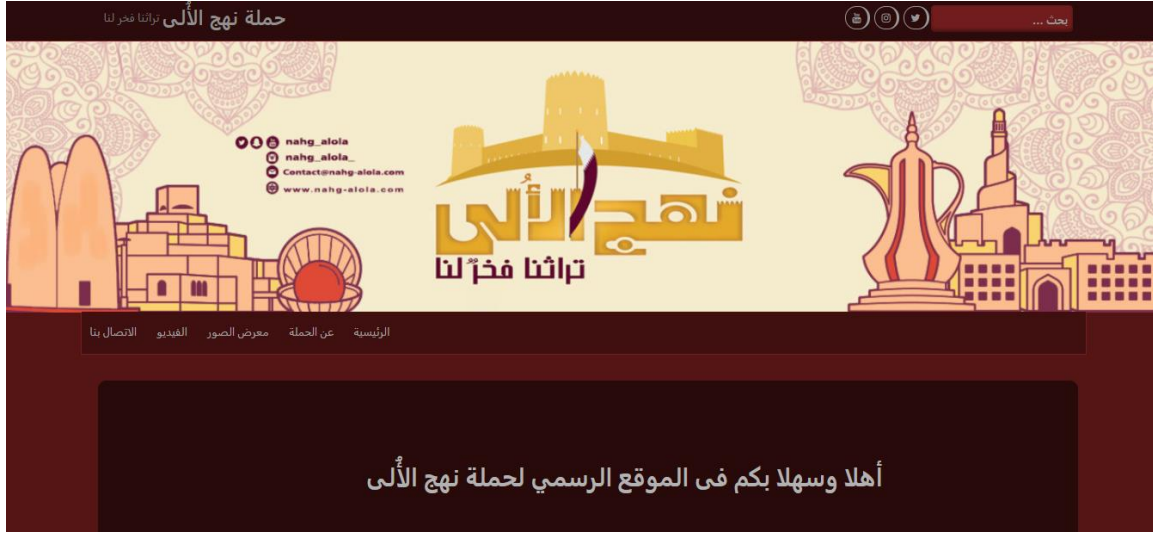 حملة نهج الأُلى تراثنا فخر لنا
بحث ...
nahg_alola
nahg_alola_
Contact@nahg-alola.com
www.nahg-alola.com
نهج الأُلى
تراثنا فخرٌ لنا
الرئيسية عن الحملة معرض الصور الفيديو الاتصال بنا
أهلا وسهلا بكم فى الموقع الرسمي لحملة نهج الأُلى